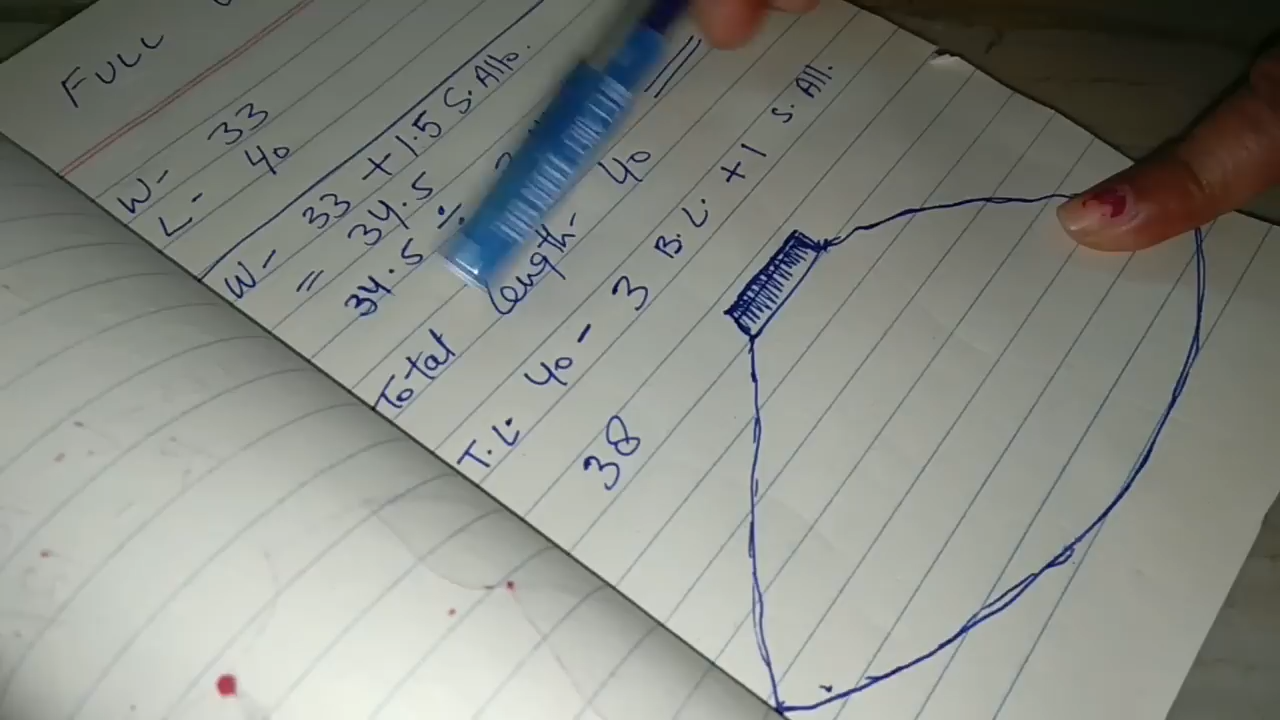 FULL
W- 33
L- 40
W- 33 + 1.5 S. Allo.
= 34.5
34.5 ÷
Total Length- 40
T.L. 40 - 3 B.L. +1 S. All.
38